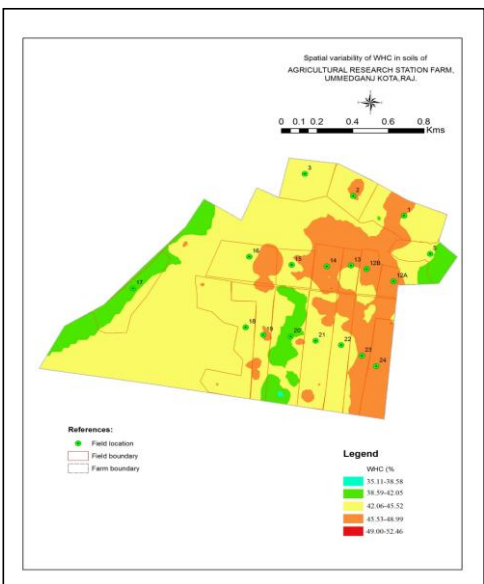 Spatial variability of WHC in soils of
AGRICULTURAL RESEARCH STATION FARM,
UMMEDGANJ KOTA,RAJ.
0 0.1 0.2 0.4 0.6 0.8
Kms
3
2
1
5
16
15
14
13
12B
12A
17
18
19
20
21
22
23
24
References:
Field location
Field boundary
Farm boundary
Legend
WHC (%
35.11-38.58
38.59-42.05
42.06-45.52
45.53-48.99
49.00-52.46